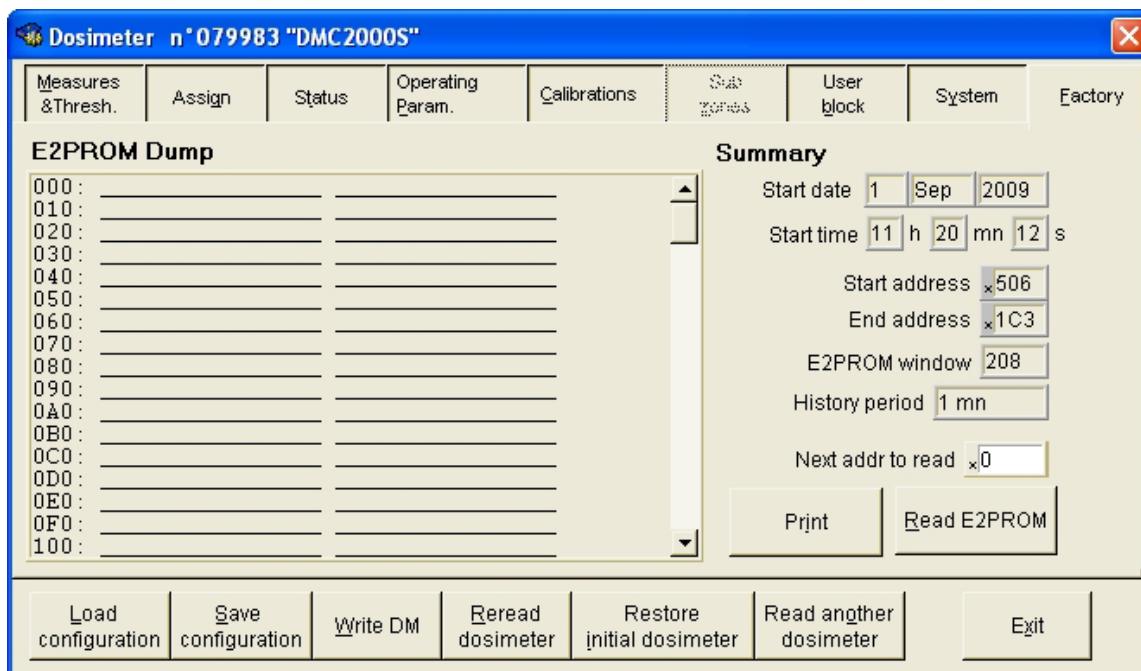 Dosimeter n°079983 "DMC2000S"
Measures &Thresh.
Assign
Status
Operating Param.
Calibrations
Sub zones
User block
System
Factory
E2PROM Dump
000:
010:
020:
030:
040:
050:
060:
070:
080:
090:
0A0:
0B0:
0C0:
0D0:
0E0:
0F0:
100:
Summary
Start date 1 Sep 2009
Start time 11 h 20 mn 12 s
Start address x506
End address x1C3
E2PROM window 208
History period 1 mn
Next addr to read x0
Print
Read E2PROM
Load configuration
Save configuration
Write DM
Reread dosimeter
Restore initial dosimeter
Read another dosimeter
Exit